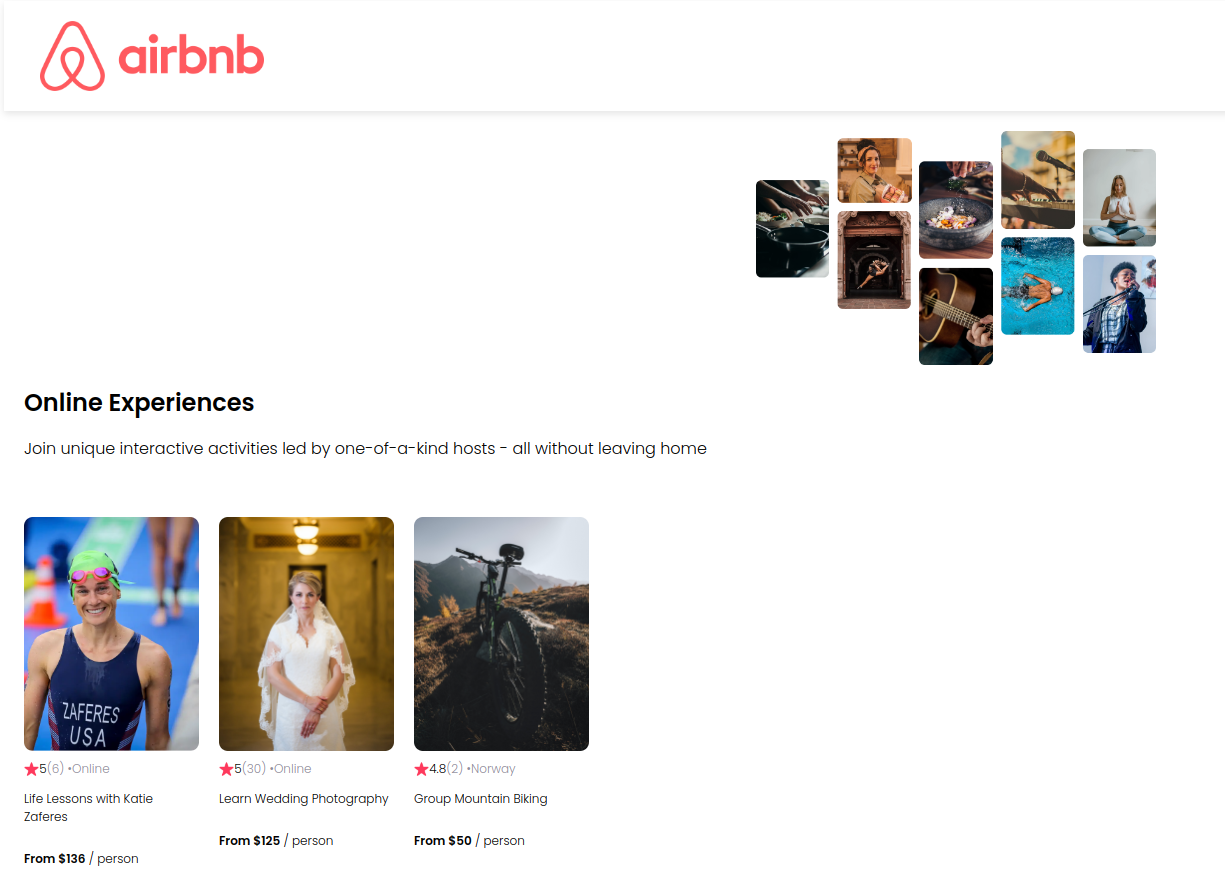 airbnb
Online Experiences
Join unique interactive activities led by one-of-a-kind hosts - all without leaving home
ZAFERES
USA
5(6) •Online
Life Lessons with Katie
Zaferes
From $136 / person
5(30) •Online
Learn Wedding Photography
From $125 / person
4.8(2) •Norway
Group Mountain Biking
From $50 / person